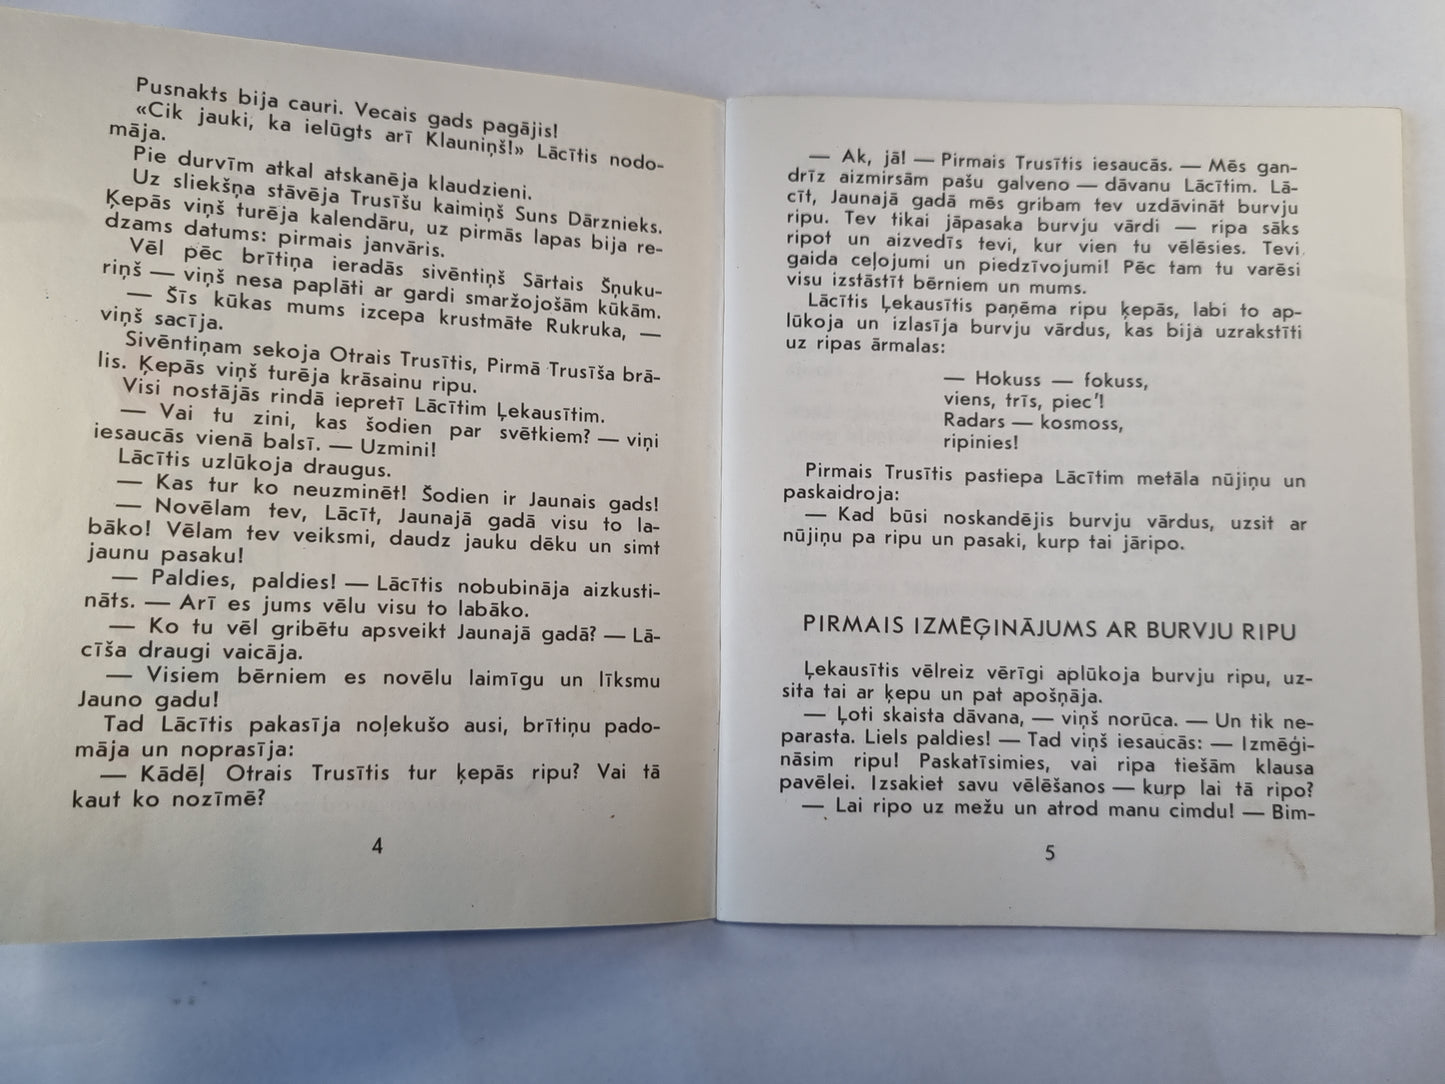 Pusnakts bija cauri. Vecais gads pagājis!
«Cik jauki, ka ielūgts arī Klauniņš!» Lācītis nodo-
māja.
Pie durvīm atkal atskanēja klaudzieni.
Uz sliekšņa stāvēja Trusīšu kaimiņš Suns Dārznieks.
Ķepās viņš turēja kalendāru, uz pirmās lapas bija re-
dzams datums: pirmais janvāris.
Vēl pēc brītiņa ieradās sivēntiņš Sārtais Šņuku-
riņš — viņš nesa paplāti ar gardi smaržojošām kūkām.
— Šīs kūkas mums izcepa krustmāte Rukruka, —
viņš sacīja.
Sivēntiņam sekoja Otrais Trusītis, Pirmā Trusīša brā-
lis. Ķepās viņš turēja krāsainu ripu.
Visi nostājās rindā iepretī Lācītim Ļekausītim.
— Vai tu zini, kas šodien par svētkiem? — viņi
iesaucās vienā balsī. — Uzmini!
Lācītis uzlūkoja draugus.
— Kas tur ko neuzminēt! Šodien ir Jaunais gads!
— Novēlam tev, Lācīt, Jaunajā gadā visu to la-
bāko! Vēlam tev veiksmi, daudz jauku dēku un simt
jaunu pasaku!
— Paldies, paldies! — Lācītis nobubināja aizkusti-
nāts. — Arī es jums vēlu visu to labāko.
— Ko tu vēl gribētu apsveikt Jaunajā gadā? — Lā-
cīša draugi vaicāja.
— Visiem bērniem es novēlu laimīgu un līksmu
Jauno gadu!
Tad Lācītis pakasīja noļekušo ausi, brītiņu pado-
māja un noprasīja:
— Kādēļ Otrais Trusītis tur ķepās ripu? Vai tā
kaut ko nozīmē?
4
— Ak, jā! — Pirmais Trusītis iesaucās. — Mēs gan-
drīz aizmirsām pašu galveno — dāvanu Lācītim. Lā-
cīt, Jaunajā gadā mēs gribam tev uzdāvināt burvju
ripu. Tev tikai jāpasaka burvju vārdi — ripa sāks
ripot un aizvedīs tevi, kur vien tu vēlēsies. Tevi
gaida ceļojumi un piedzīvojumi! Pēc tam tu varēsi
visu izstāstīt bērniem un mums.
Lācītis Ļekausītis paņēma ripu ķepās, labi to ap-
lūkoja un izlasīja burvju vārdus, kas bija uzrakstīti
uz ripas ārmalas:
— Hokuss — fokuss,
viens, trīs, piec'!
Radars — kosmoss,
ripinies!
Pirmais Trusītis pastiepa Lācītim metāla nūjiņu un
paskaidroja:
— Kad būsi noskandējis burvju vārdus, uzsit ar
nūjiņu pa ripu un pasaki, kurp tai jāripo.
PIRMAIS IZMĒĢINĀJUMS AR BURVJU RIPU
Ļekausītis vēlreiz vērīgi aplūkoja burvju ripu, uz-
sita tai ar ķepu un pat apošņāja.
— Ļoti skaista dāvana, — viņš norūca. — Un tik ne-
parasta. Liels paldies! — Tad viņš iesaucās: — Izmēģi-
nāsim ripu! Paskatīsimies, vai ripa tiešām klausa
pavēlei. Izsakiet savu vēlēšanos — kurp lai tā ripo?
— Lai ripo uz mežu un atrod manu cimdu! — Bim-
5